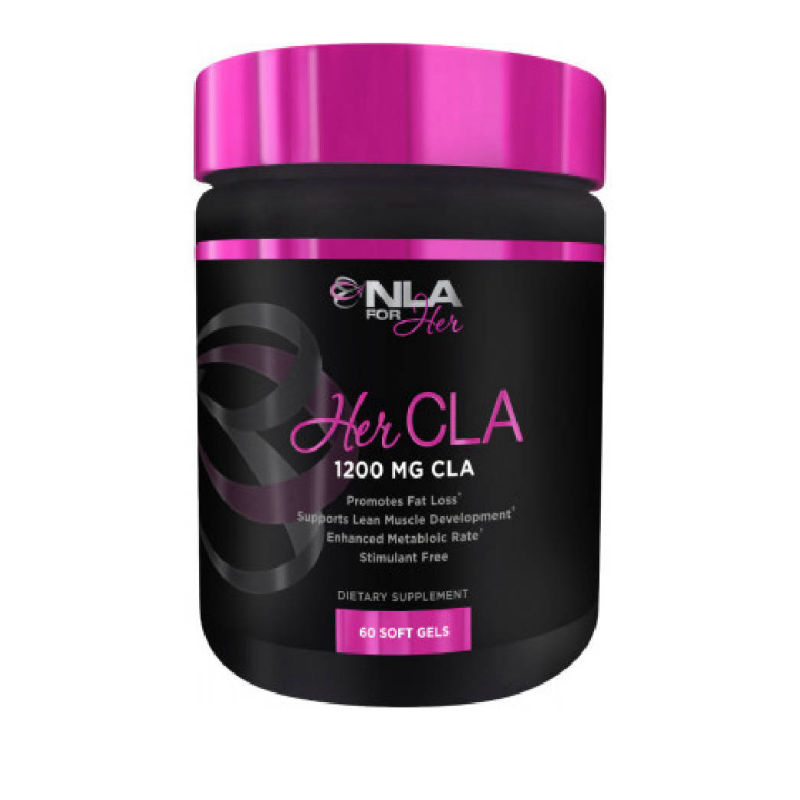 NLA
FOR Her
Her CLA
1200 MG CLA
Promotes Fat Loss†
Supports Lean Muscle Development†
Enhanced Metabloic Rate†
Stimulant Free
DIETARY SUPPLEMENT
60 SOFT GELS